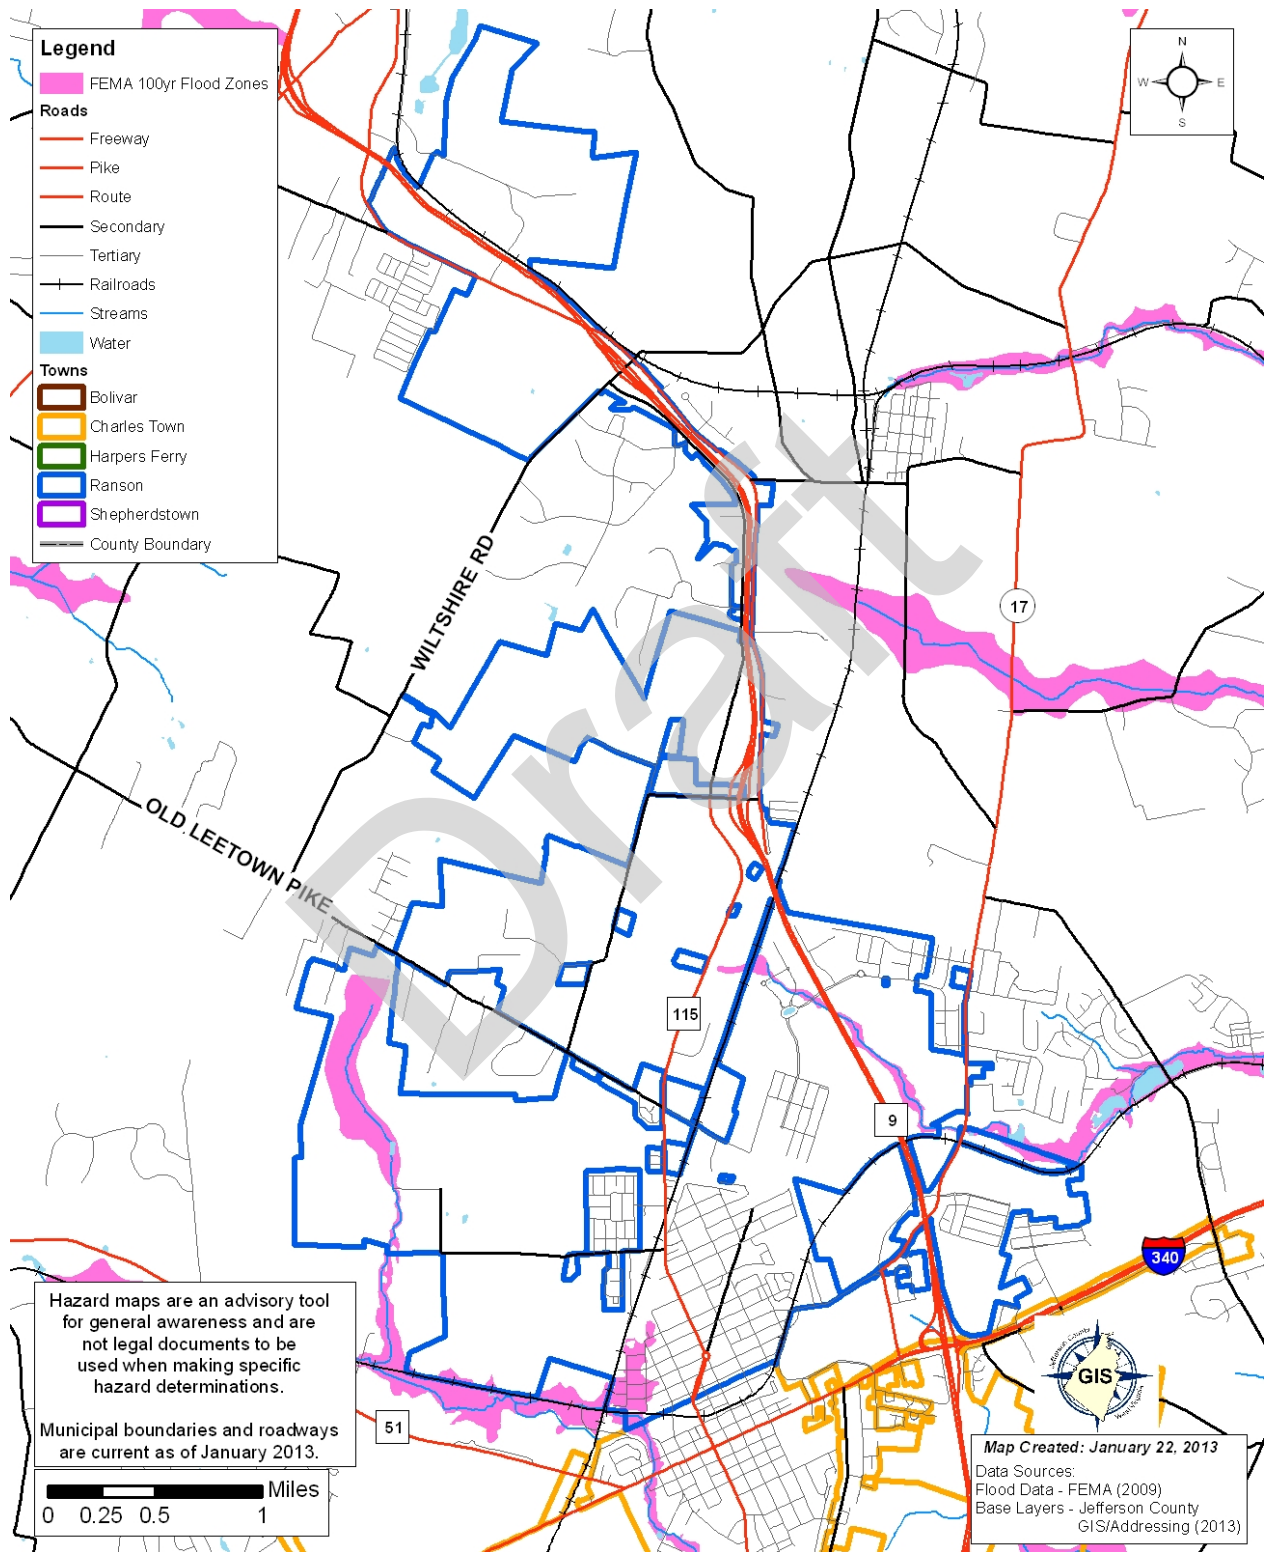 Legend
FEMA 100yr Flood Zones
Roads
Freeway
Pike
Route
Secondary
Tertiary
Railroads
Streams
Water
Towns
Bolivar
Charles Town
Harpers Ferry
Ranson
Shepherdstown
County Boundary
N
W E
S
WILTSHIRE RD
OLD LEETOWN PIKE
Draft
17
115
9
340
51
Hazard maps are an advisory tool
for general awareness and are
not legal documents to be
used when making specific
hazard determinations.
Municipal boundaries and roadways
are current as of January 2013.
Miles
0 0.25 0.5 1
Jefferson County
GIS
West Virginia
Map Created: January 22, 2013
Data Sources:
Flood Data - FEMA (2009)
Base Layers - Jefferson County
GIS/Addressing (2013)